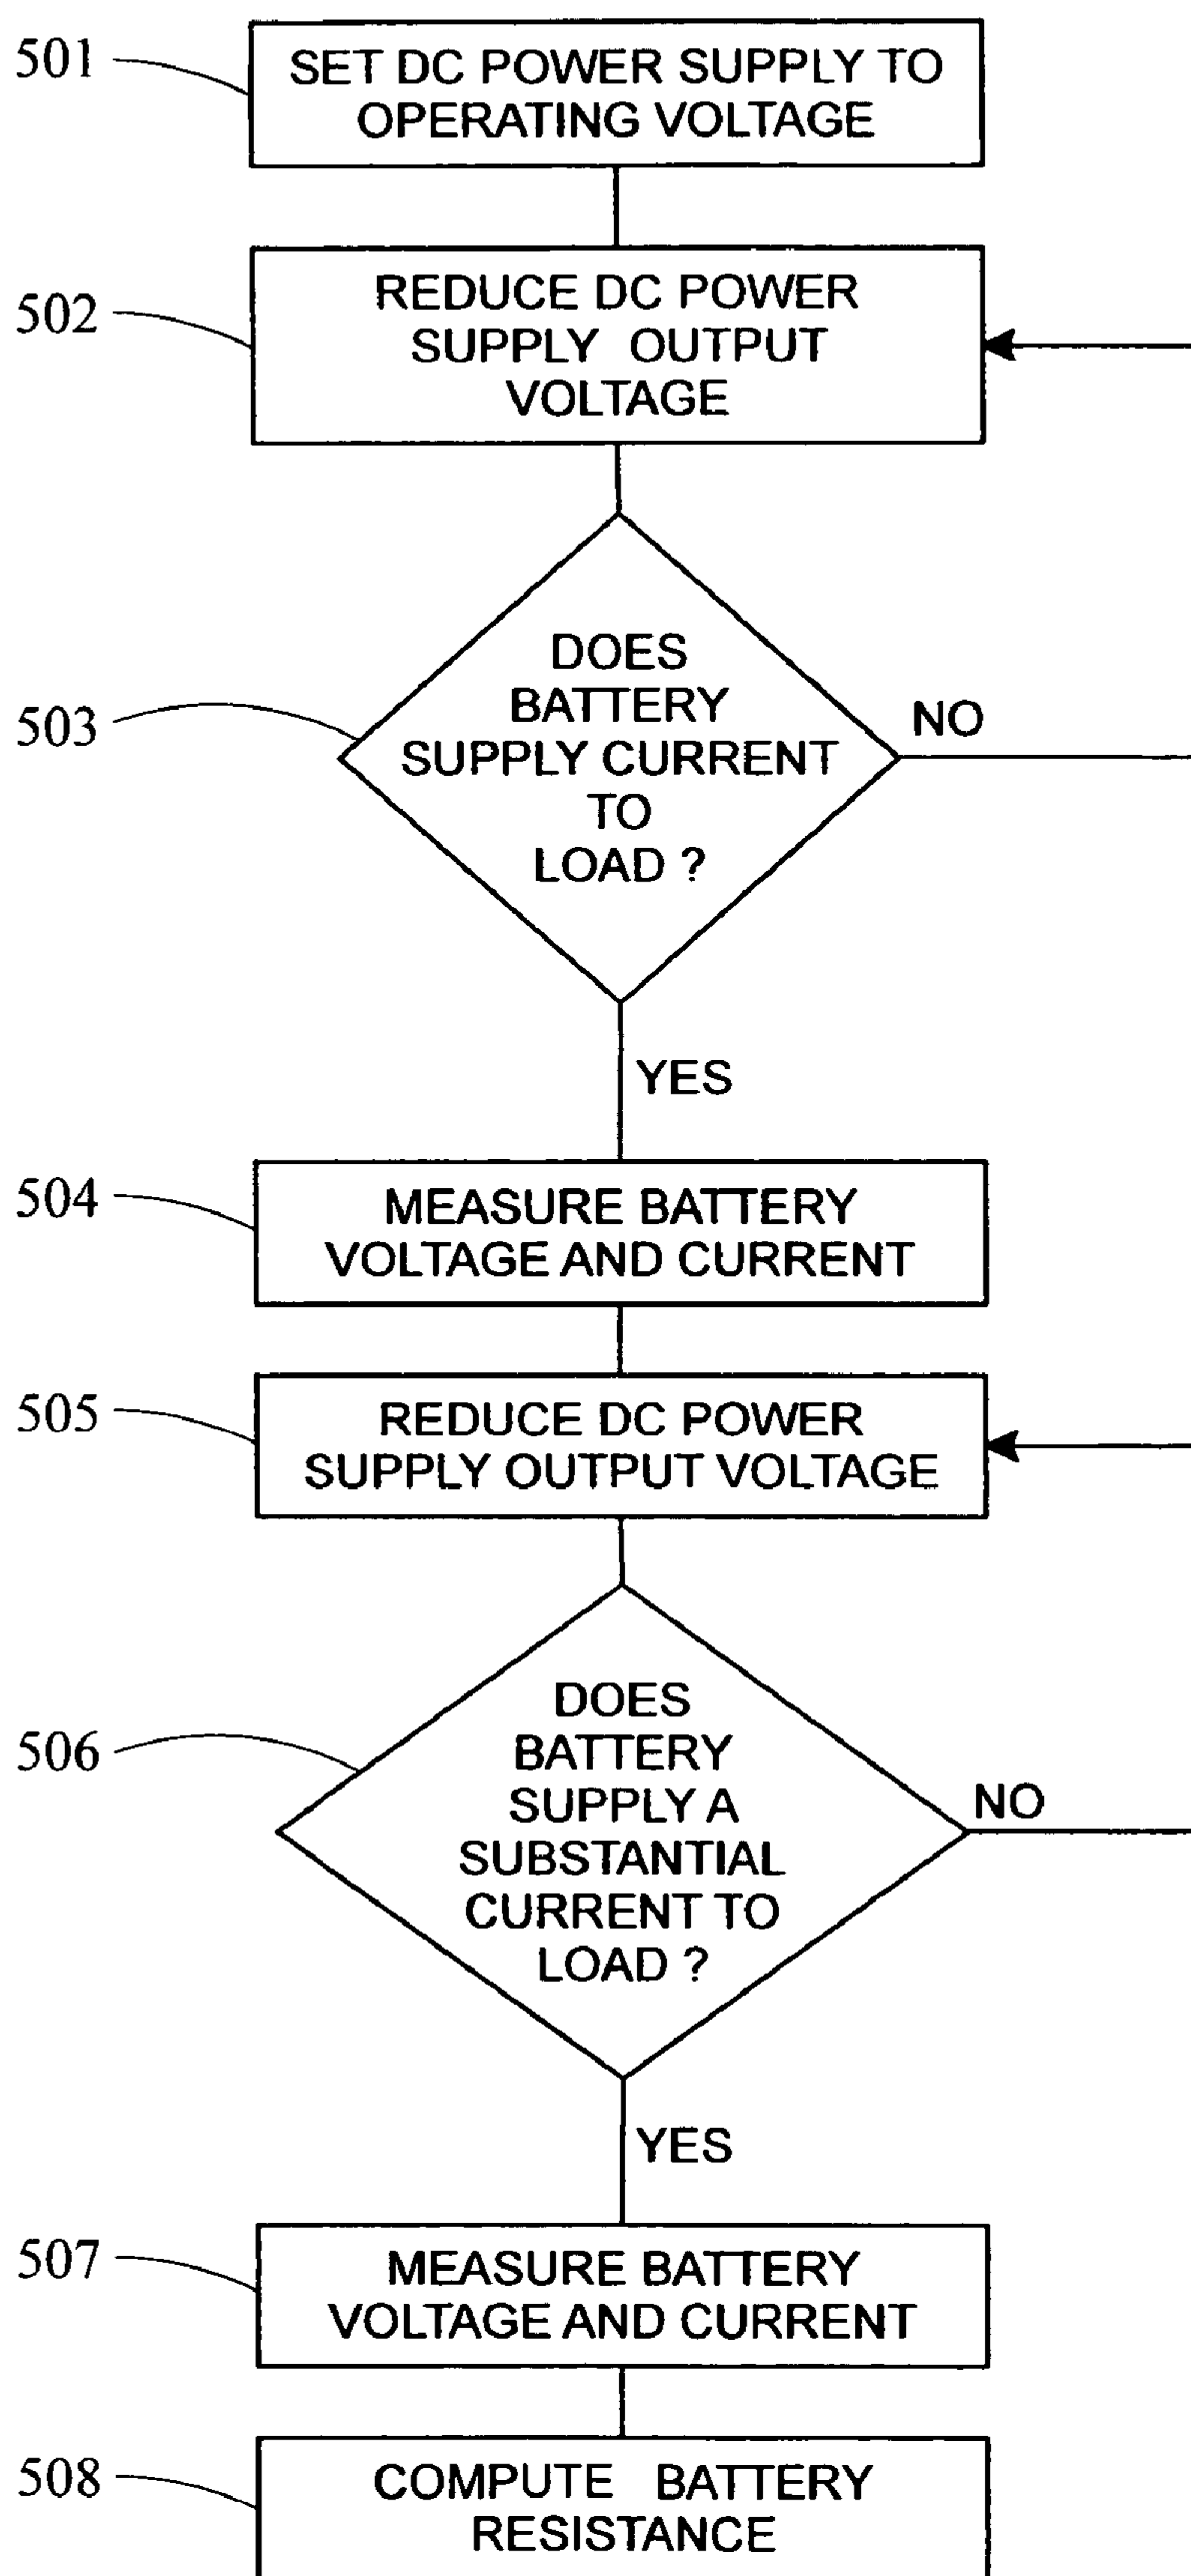 501
SET DC POWER SUPPLY TO
OPERATING VOLTAGE
502
REDUCE DC POWER
SUPPLY OUTPUT
VOLTAGE
503
DOES
BATTERY
SUPPLY CURRENT
TO
LOAD ?
NO
YES
504
MEASURE BATTERY
VOLTAGE AND CURRENT
505
REDUCE DC POWER
SUPPLY OUTPUT VOLTAGE
506
DOES
BATTERY
SUPPLY A
SUBSTANTIAL
CURRENT TO
LOAD ?
NO
YES
507
MEASURE BATTERY
VOLTAGE AND CURRENT
508
COMPUTE BATTERY
RESISTANCE